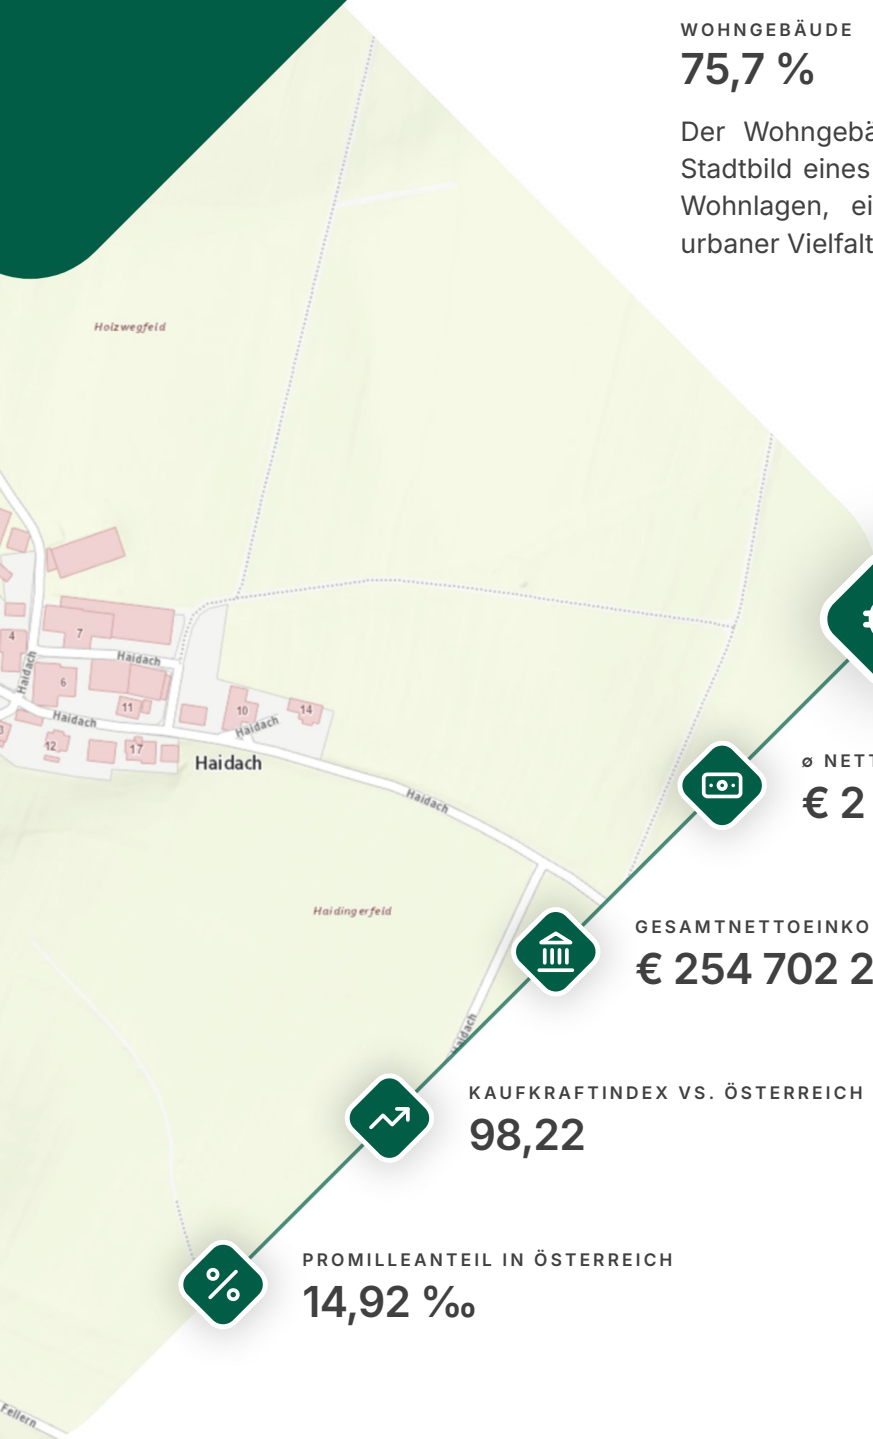 WOHNGEBÄUDE
75,7 %
Der Wohngebä
Stadtbild eines
Wohnlagen, ei
urbaner Vielfalt
Holzwegfeld
4
7
Haidach
Haidach
6
11
10
14
Haidach
Haidach
3
12
17
Haidach
Haidach
ø NETT
€ 2
Haidingerfeld
GESAMTNETTOEINKO
€ 254 702 2
Haidach
KAUFKRAFTINDEX VS. ÖSTERREICH
98,22
PROMILLEANTEIL IN ÖSTERREICH
14,92 ‰
Fellern